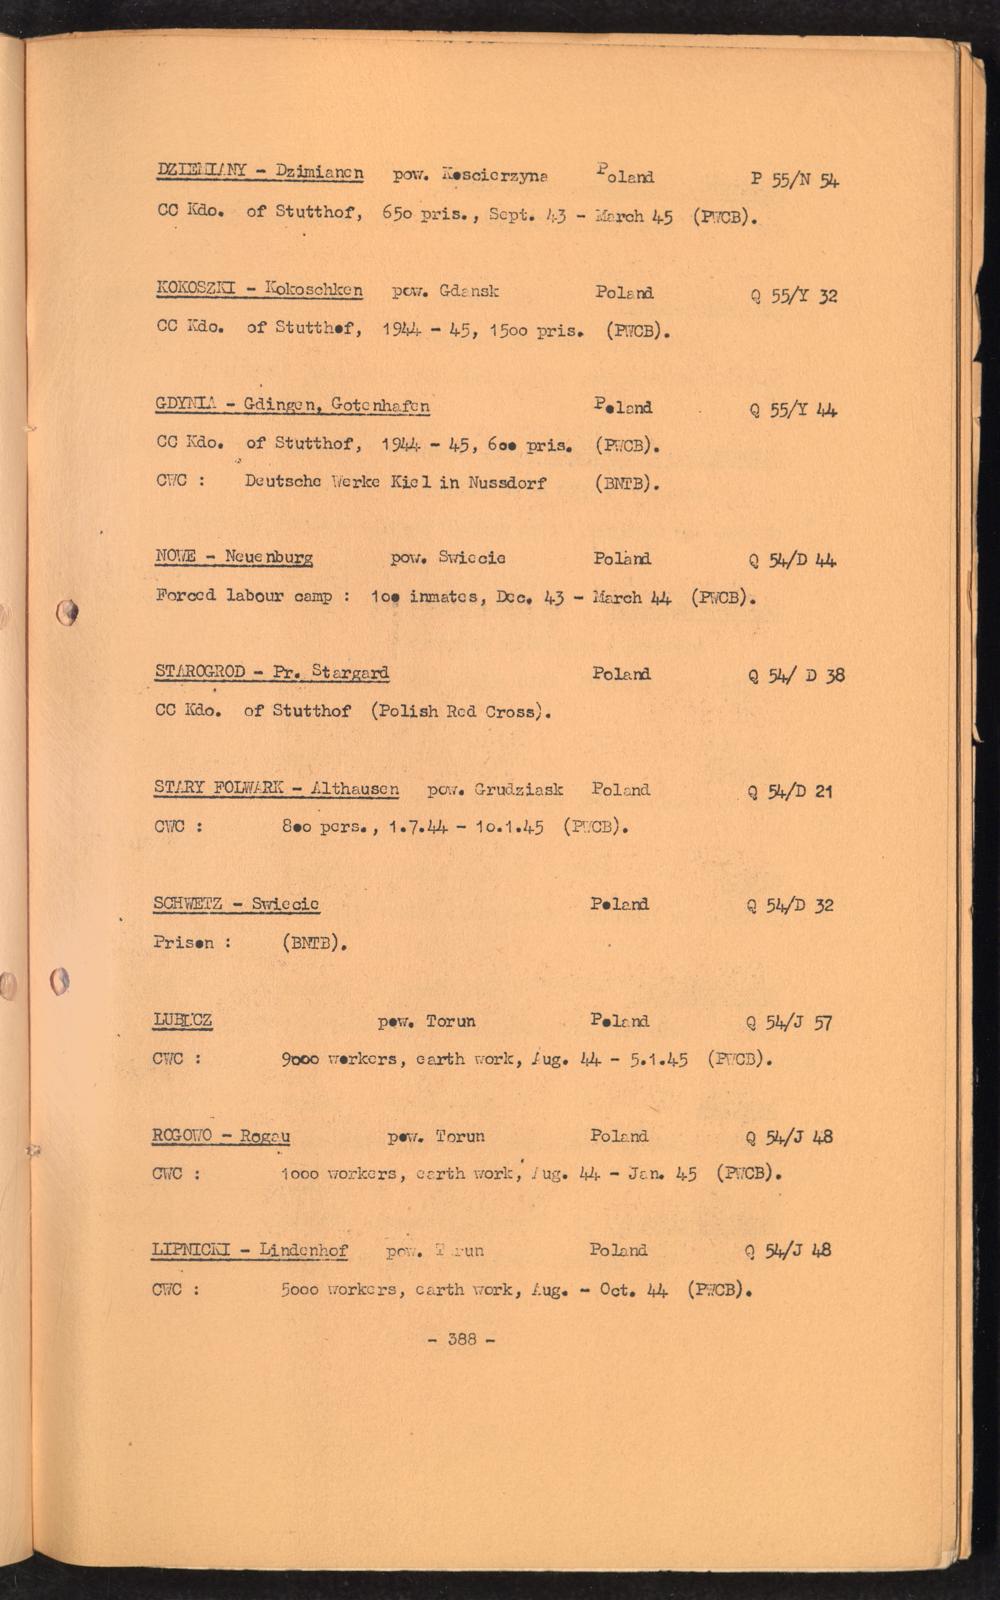 DZIEMIANY - Dzimianen pow. Koscierzyna Poland P 55/N 54
CC Kdo. of Stutthof, 650 pris., Sept. 43 - March 45 (PWCB).
KOKOSZKI - Kokoschken pow. Gdansk Poland Q 55/Y 32
CC Kdo. of Stutthof, 1944 - 45, 1500 pris. (PWCB).
GDYNIA - Gdingen, Gotenhafen Poland Q 55/Y 44
CC Kdo. of Stutthof, 1944 - 45, 600 pris. (PWCB).
CWC : Deutsche Werke Kiel in Nussdorf (BNTB).
NOWE - Neuenburg pow. Swiecie Poland Q 54/D 44
Forced labour camp : 100 inmates, Dec. 43 - March 44 (PWCB).
STAROGROD - Pr. Stargard Poland Q 54/ D 38
CC Kdo. of Stutthof (Polish Red Cross).
STARY FOLWARK - Althausen pow. Grudziask Poland Q 54/D 21
CWC : 800 pers., 1.7.44 - 10.1.45 (PWCB).
SCHWETZ - Swiecie Poland Q 54/D 32
Prison : (BNTB).
LUBICZ pow. Torun Poland Q 54/J 57
CWC : 9000 workers, earth work, Aug. 44 - 5.1.45 (PWCB).
ROGOWO - Rogau pow. Torun Poland Q 54/J 48
CWC : 1000 workers, earth work, Aug. 44 - Jan. 45 (PWCB).
LIPNICKI - Lindenhof pow. Torun Poland Q 54/J 48
CWC : 5000 workers, earth work, Aug. - Oct. 44 (PWCB).
- 388 -